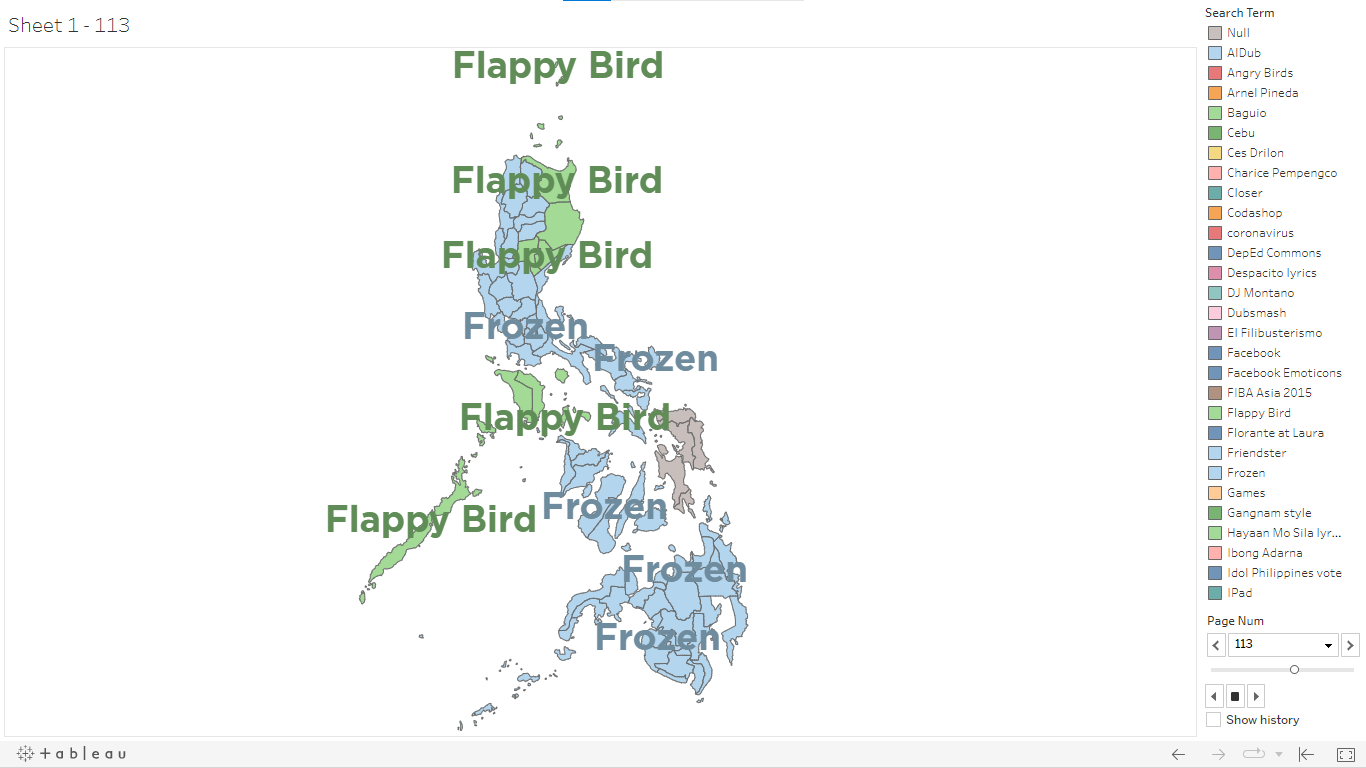 Sheet 1 - 113
Flappy Bird
Flappy Bird
Flappy Bird
Frozen
Frozen
Flappy Bird
Frozen
Flappy Bird
Frozen
Frozen
Search Term
Null
AlDub
Angry Birds
Arnel Pineda
Baguio
Cebu
Ces Drilon
Charice Pempengco
Closer
Codashop
coronavirus
DepEd Commons
Despacito lyrics
DJ Montano
Dubsmash
El Filibusterismo
Facebook
Facebook Emoticons
FIBA Asia 2015
Flappy Bird
Florante at Laura
Friendster
Frozen
Games
Gangnam style
Hayaan Mo Sila lyr...
Ibong Adarna
Idol Philippines vote
IPad
Page Num
113
Show history
+ a b | e a u